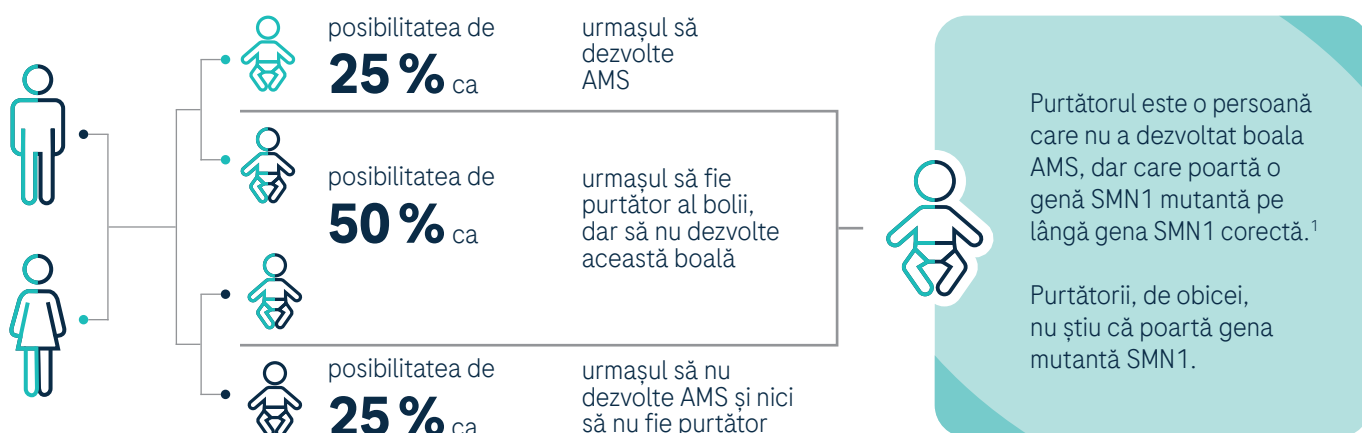 posibilitatea de
25 % ca
urmașul să
dezvolte
AMS
posibilitatea de
50 % ca
urmașul să fie
purtător al bolii,
dar să nu dezvolte
această boală
posibilitatea de
25 % ca
urmașul să nu
dezvolte AMS și nici
să nu fie purtător
Purtătorul este o persoană
care nu a dezvoltat boala
AMS, dar care poartă o
genă SMN1 mutantă pe
lângă gena SMN1 corectă.¹
Purtătorii, de obicei,
nu știu că poartă gena
mutantă SMN1.